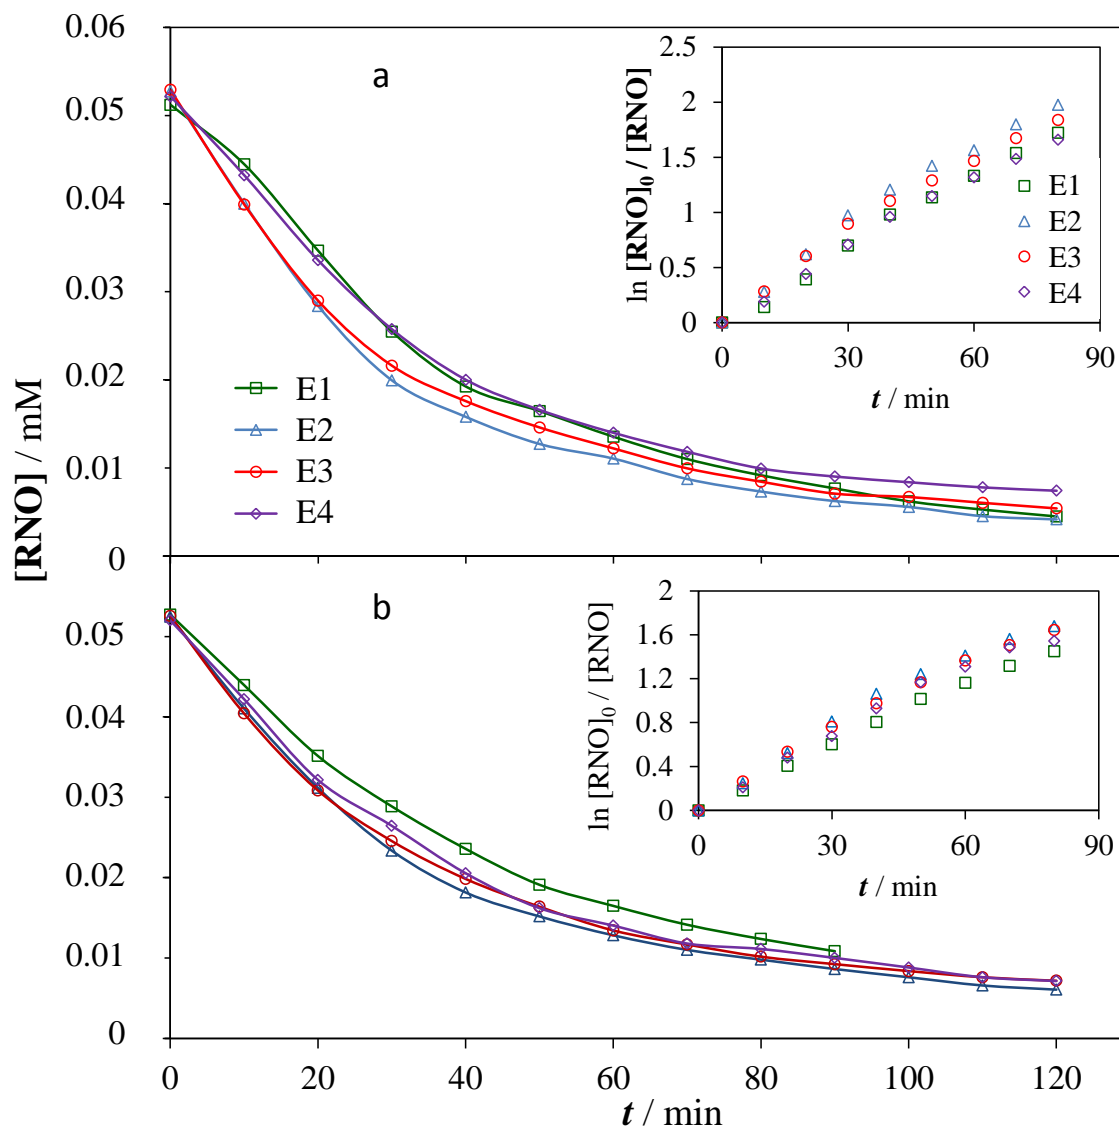 [RNO] / mM
0.06
0.05
0.04
0.03
0.02
0.01
0
a
E1
E2
E3
E4
ln [RNO]0 / [RNO]
2.5
2
1.5
1
0.5
0
0 30 60 90
t / min
E1
E2
E3
E4
b
0.05
0.04
0.03
0.02
0.01
0
ln [RNO]0 / [RNO]
2
1.6
1.2
0.8
0.4
0
0 30 60 90
t / min
0 20 40 60 80 100 120
t / min